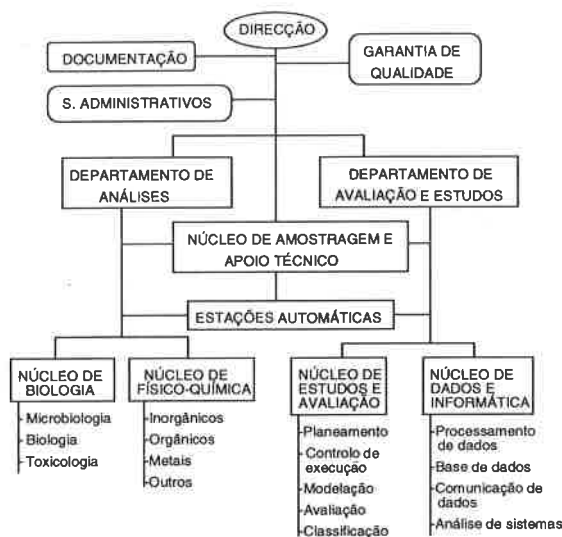 DIRECÇÃO
DOCUMENTAÇÃO
GARANTIA DE
QUALIDADE
S. ADMINISTRATIVOS
DEPARTAMENTO DE
ANÁLISES
DEPARTAMENTO DE
AVALIAÇÃO E ESTUDOS
NÚCLEO DE AMOSTRAGEM E
APOIO TÉCNICO
ESTAÇÕES AUTOMÁTICAS
NÚCLEO DE
BIOLOGIA
Microbiologia
Biologia
Toxicologia
NÚCLEO DE
FÍSICO-QUÍMICA
Inorgânicos
Orgânicos
Metais
Outros
NÚCLEO DE
ESTUDOS E
AVALIAÇÃO
Planeamento
Controlo de
execução
Modelação
Avaliação
Classificação
NÚCLEO DE
DADOS E
INFORMÁTICA
Processamento
de dados
Base de dados
Comunicação de
dados
Análise de sistemas